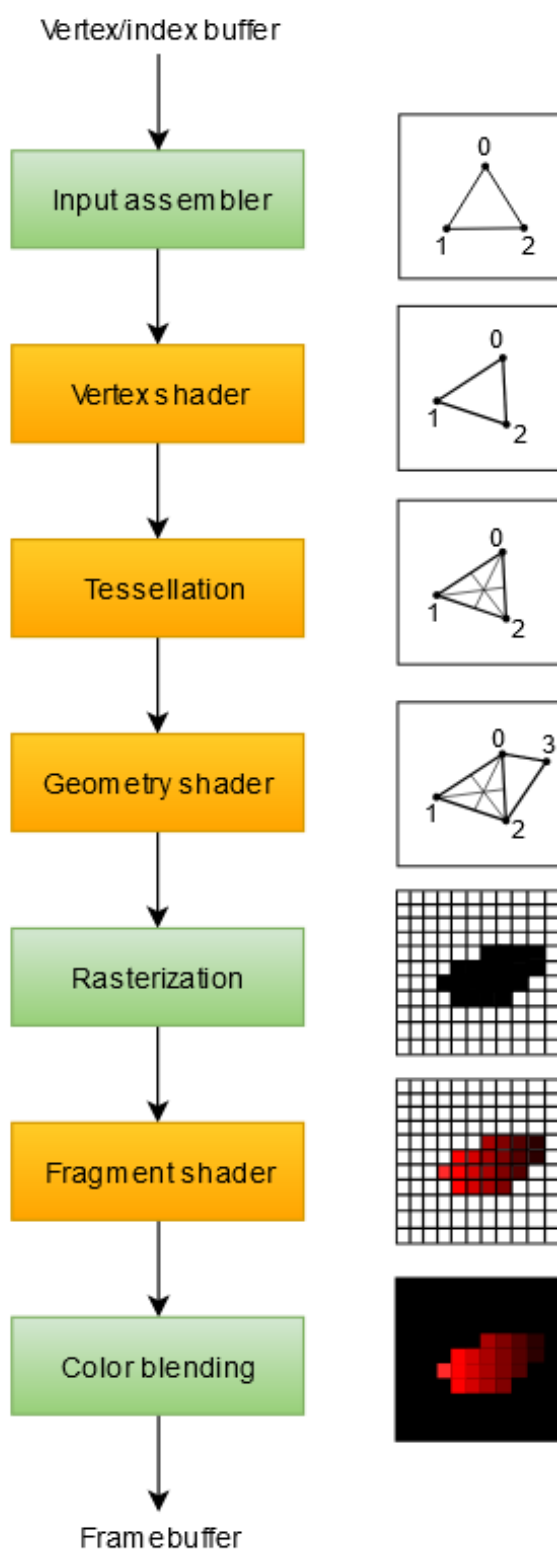 Vertex/index buffer
Input assembler
0
1
2
Vertex shader
0
1
2
Tessellation
0
1
2
Geometry shader
0
3
1
2
Rasterization
Fragment shader
Color blending
Framebuffer